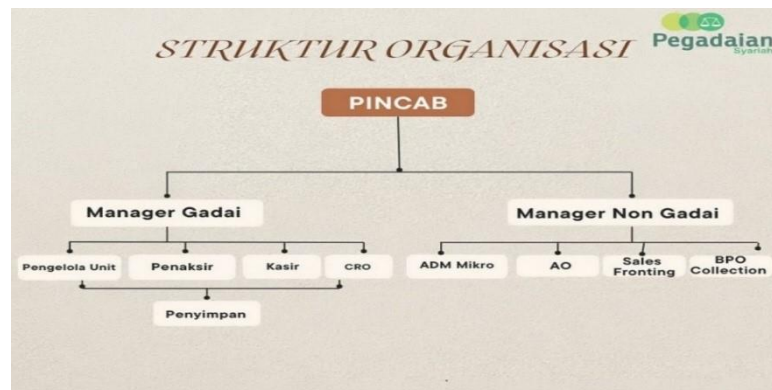 STRUKTUR ORGANISASI
Pegadaian
Syariah
PINCAB
Manager Gadai
Manager Non Gadai
Pengelola Unit
Penaksir
Kasir
CRO
ADM Mikro
AO
Sales
Fronting
BPO
Collection
Penyimpan